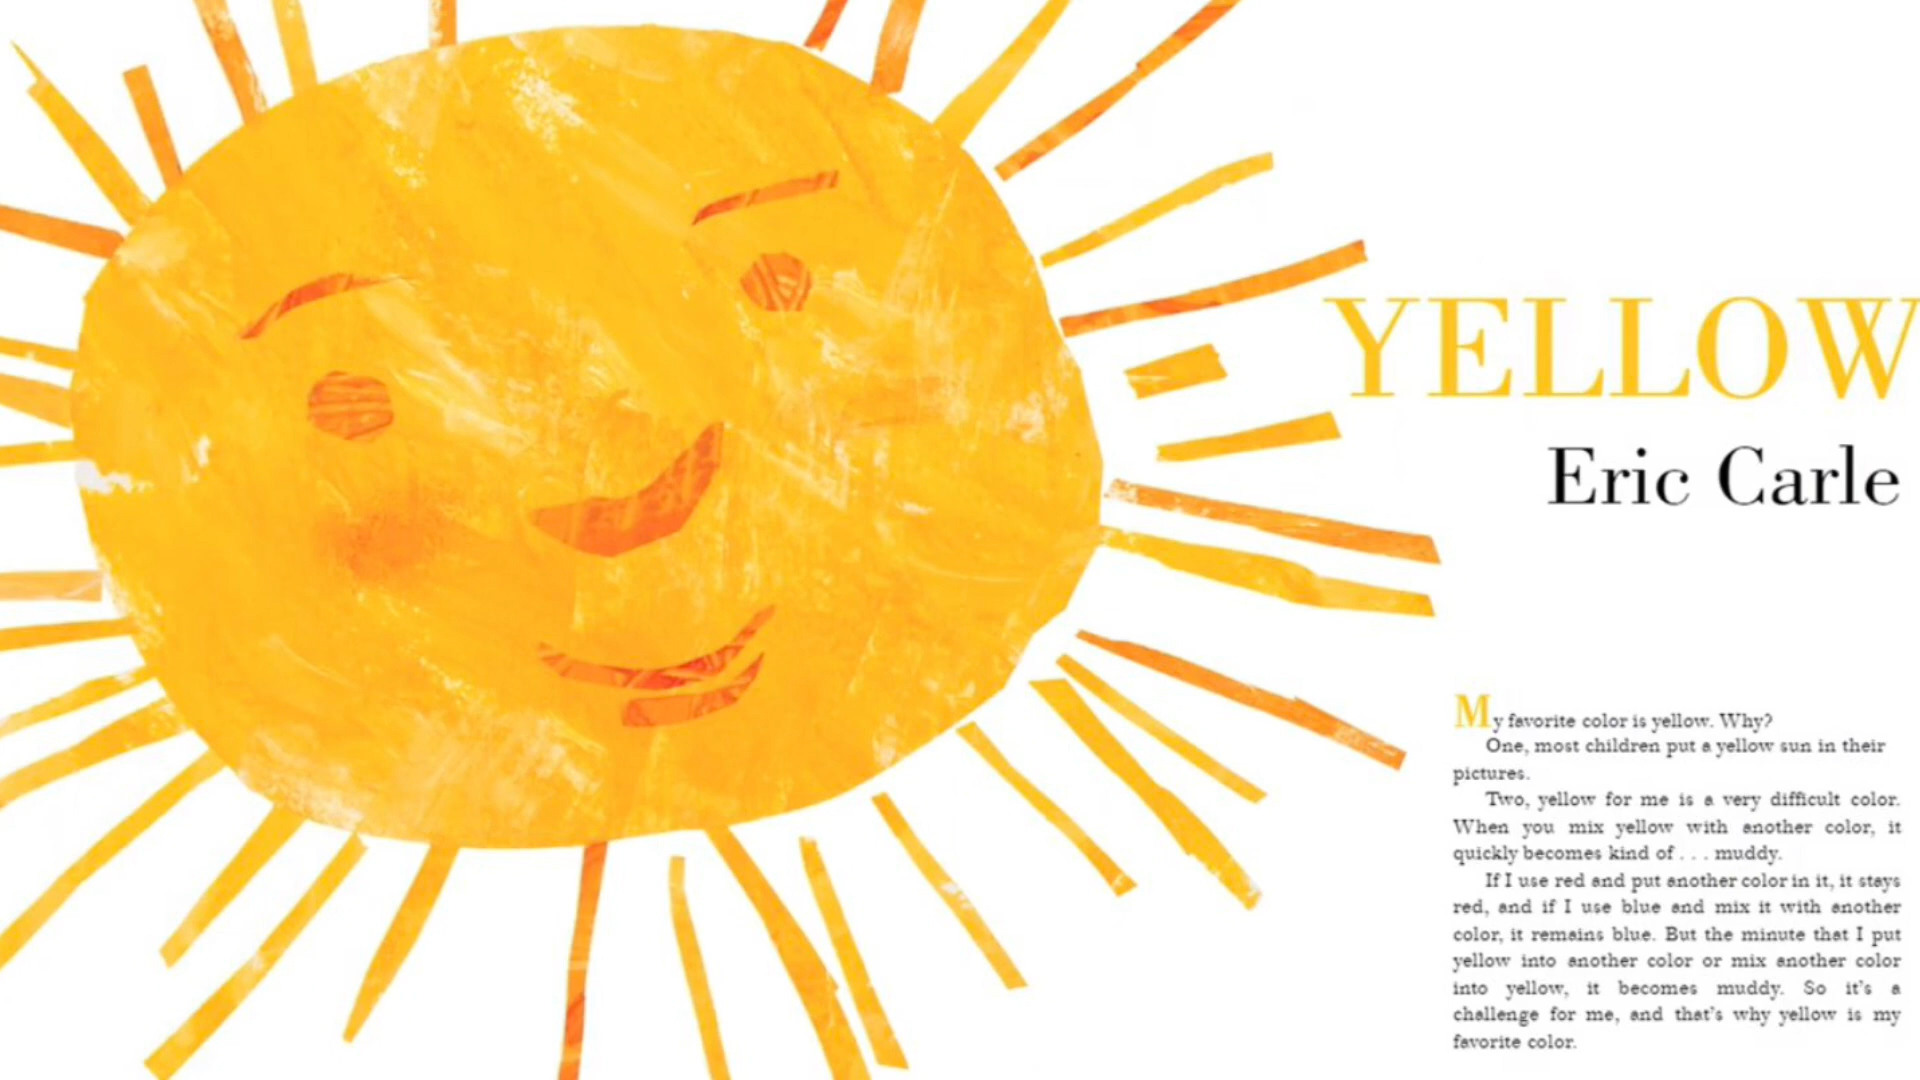 YELLOW
Eric Carle
My favorite color is yellow. Why?
One, most children put a yellow sun in their
pictures.
Two, yellow for me is a very difficult color.
When you mix yellow with another color, it
quickly becomes kind of . . . muddy.
If I use red and put another color in it, it stays
red, and if I use blue and mix it with another
color, it remains blue. But the minute that I put
yellow into another color or mix another color
into yellow, it becomes muddy. So it's a
challenge for me, and that's why yellow is my
favorite color.